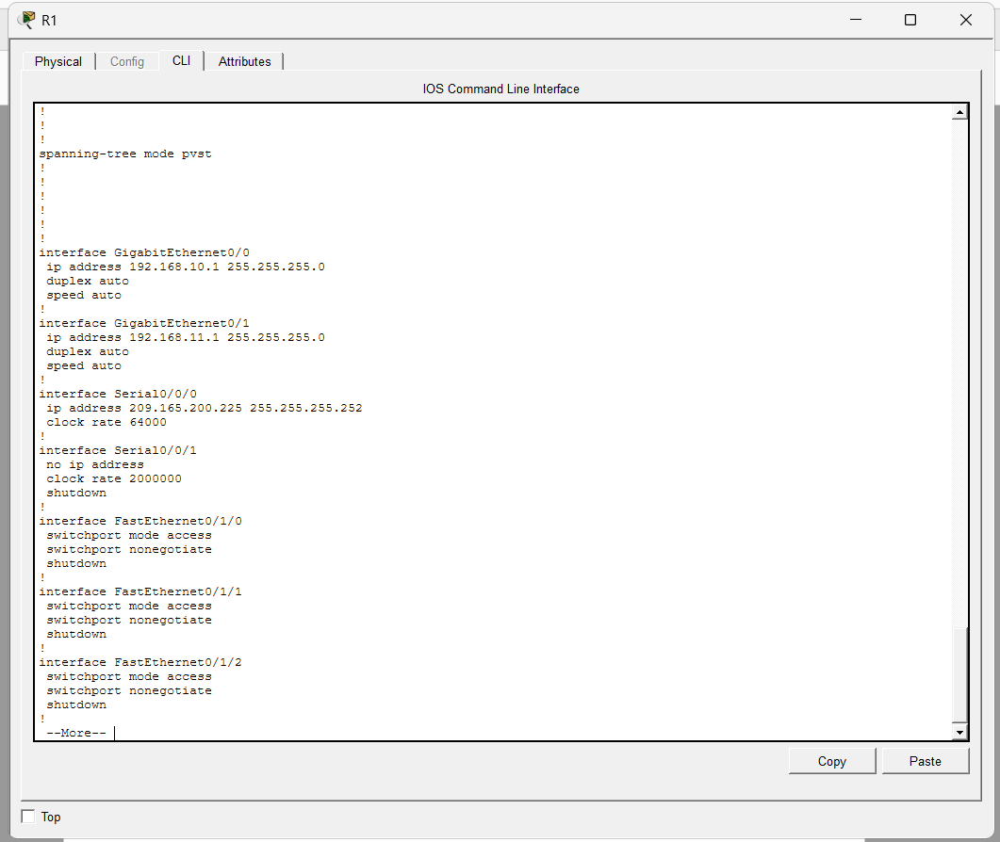 R1
Physical
Config
CLI
Attributes
IOS Command Line Interface
!
!
!
spanning-tree mode pvst
!
!
!
!
!
!
interface GigabitEthernet0/0
ip address 192.168.10.1 255.255.255.0
duplex auto
speed auto
!
interface GigabitEthernet0/1
ip address 192.168.11.1 255.255.255.0
duplex auto
speed auto
!
interface Serial0/0/0
ip address 209.165.200.225 255.255.255.252
clock rate 64000
!
interface Serial0/0/1
no ip address
clock rate 2000000
shutdown
!
interface FastEthernet0/1/0
switchport mode access
switchport nonegotiate
shutdown
!
interface FastEthernet0/1/1
switchport mode access
switchport nonegotiate
shutdown
!
interface FastEthernet0/1/2
switchport mode access
switchport nonegotiate
shutdown
!
--More--
Copy
Paste
Top